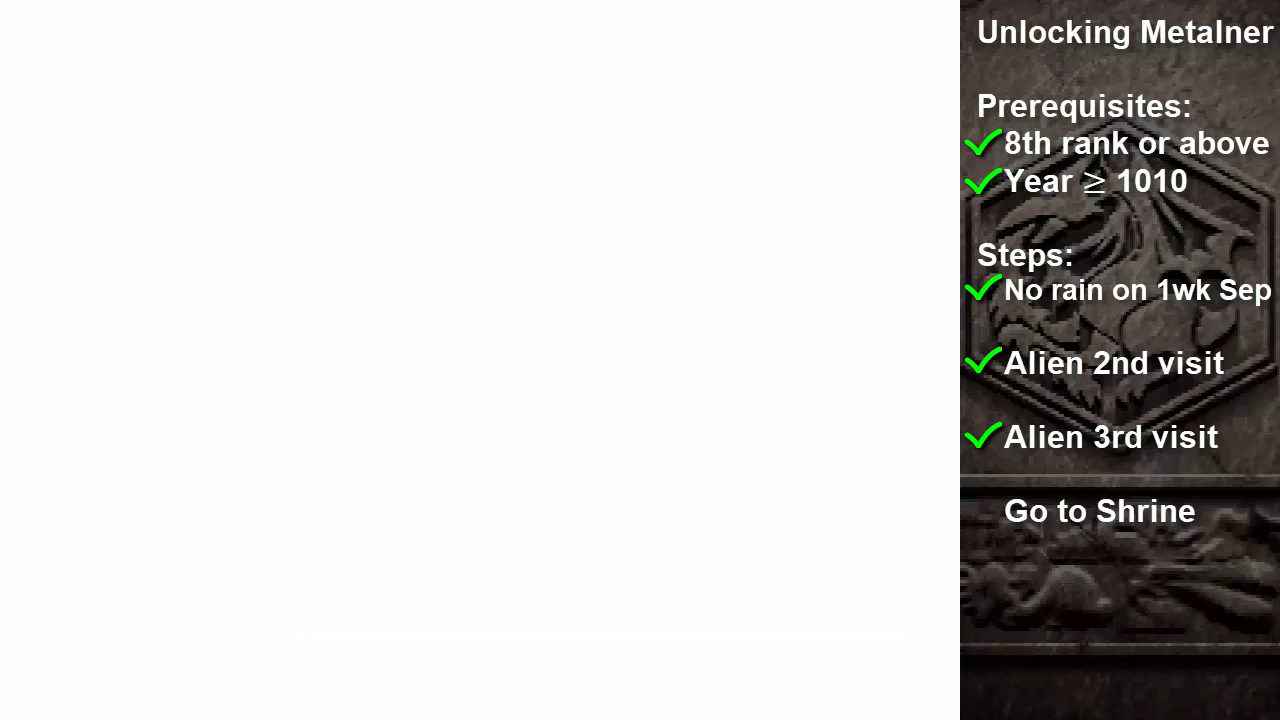 Unlocking Metalner
Prerequisites:
8th rank or above
Year ≥ 1010
Steps:
No rain on 1wk Sep
Alien 2nd visit
Alien 3rd visit
Go to Shrine